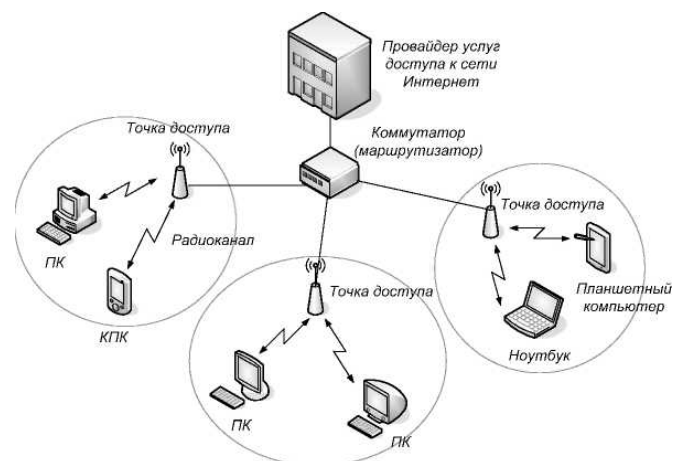 Провайдер услуг
доступа к сети
Интернет
Точка доступа
Коммутатор
(маршрутизатор)
Точка доступа
Радиоканал
ПК
Планшетный
компьютер
Точка доступа
КПК
Ноутбук
ПК
ПК